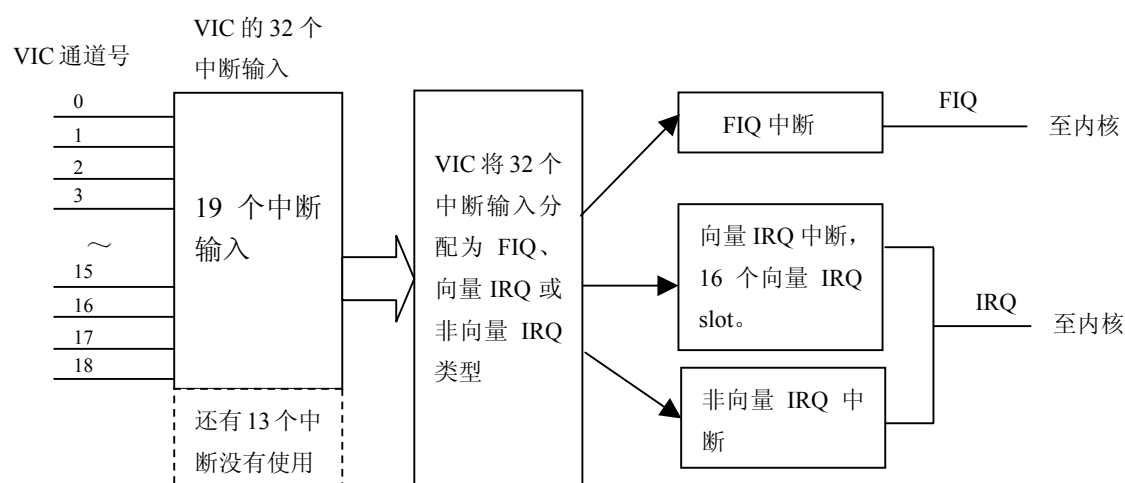 VIC 的 32 个
中断输入
VIC 通道号
0
1
2
3
～
15
16
17
18
19 个中断
输入
还有 13 个中
断没有使用
VIC 将 32 个
中断输入分
配为 FIQ、
向量 IRQ 或
非向量 IRQ
类型
FIQ 中断
FIQ
至内核
向量 IRQ 中断，
16 个向量 IRQ
slot。
IRQ
至内核
非向量 IRQ 中
断